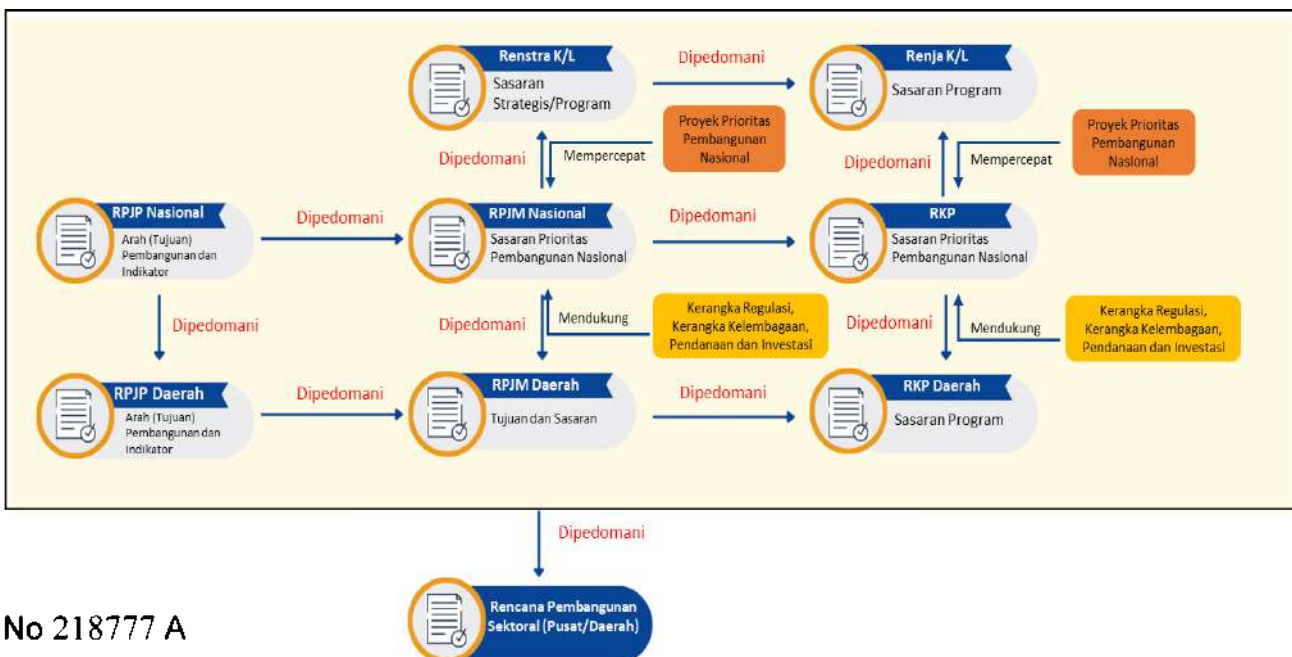 Renstra K/L
Sasaran
Strategis/Program
Dipedomani
Renja K/L
Sasaran Program
Proyek Prioritas
Pembangunan
Nasional
Dipedomani
Mempercepat
Proyek Prioritas
Pembangunan
Nasional
Dipedomani
Mempercepat
RPJP Nasional
Arah (Tujuan)
Pembangunan dan
Indikator
Dipedomani
RPJM Nasional
Sasaran Prioritas
Pembangunan Nasional
Dipedomani
RKP
Sasaran Prioritas
Pembangunan Nasional
Dipedomani
Dipedomani
Mendukung
Kerangka Regulasi,
Kerangka Kelembagaan,
Pendanaan dan Investasi
Dipedomani
Mendukung
Kerangka Regulasi,
Kerangka Kelembagaan,
Pendanaan dan Investasi
RPJP Daerah
Arah (Tujuan)
Pembangunan dan
Indikator
Dipedomani
RPJM Daerah
Tujuan dan Sasaran
Dipedomani
RKP Daerah
Sasaran Program
Dipedomani
Rencana Pembangunan
Sektoral (Pusat/Daerah)
No 218777 A